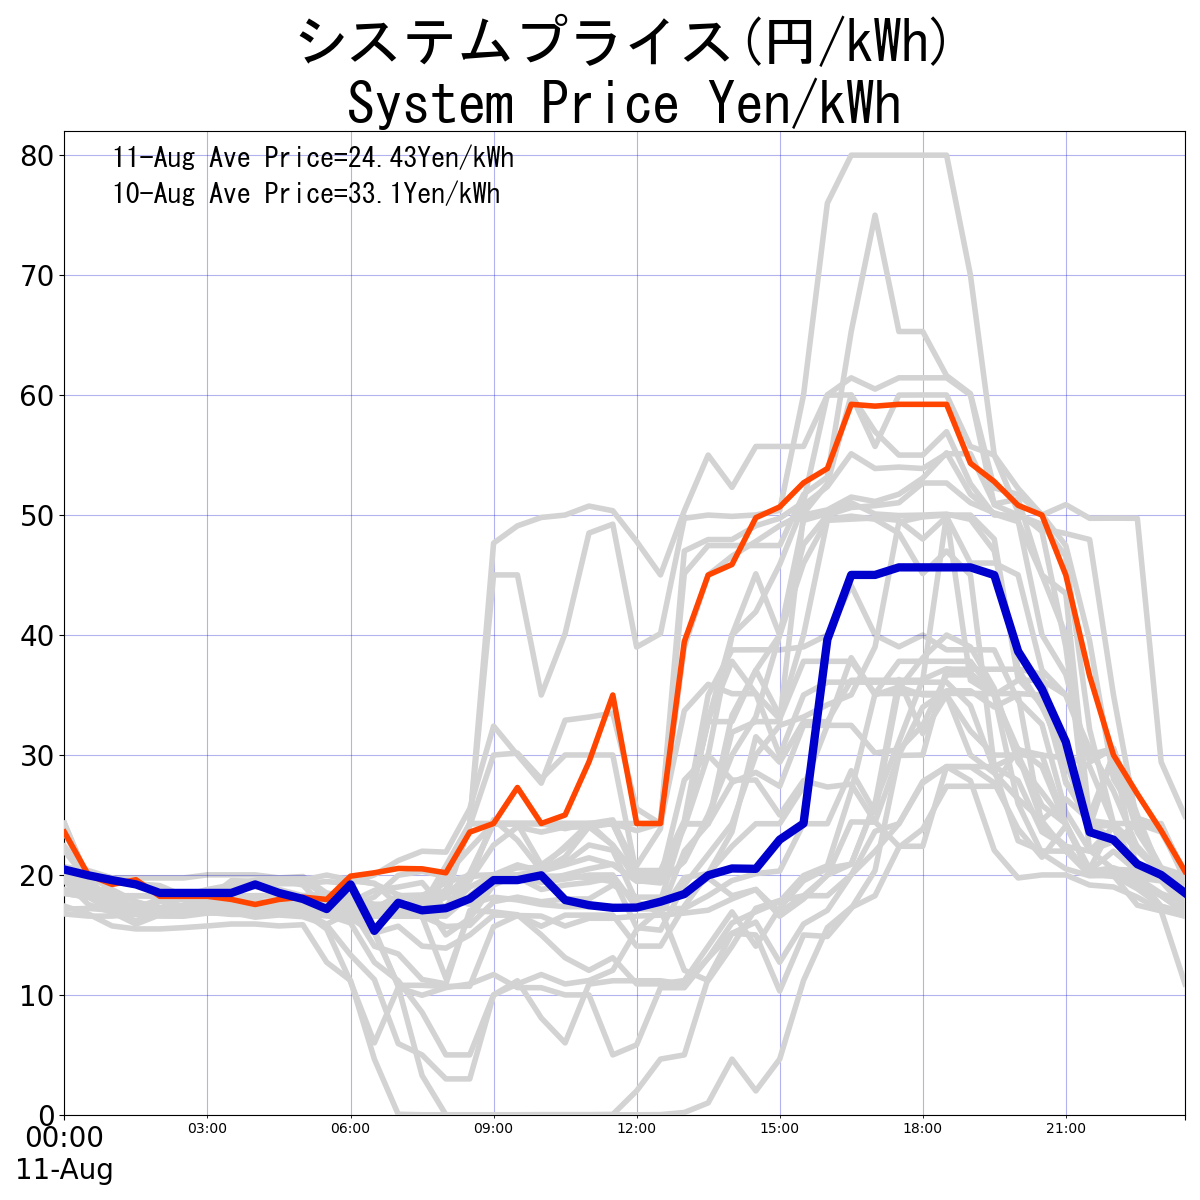 システムプライス(円/kWh)
System Price Yen/kWh
11-Aug Ave Price=24.43Yen/kWh
10-Aug Ave Price=33.1Yen/kWh
80
70
60
50
40
30
20
10
0
00:00 03:00 06:00 09:00 12:00 15:00 18:00 21:00
11-Aug